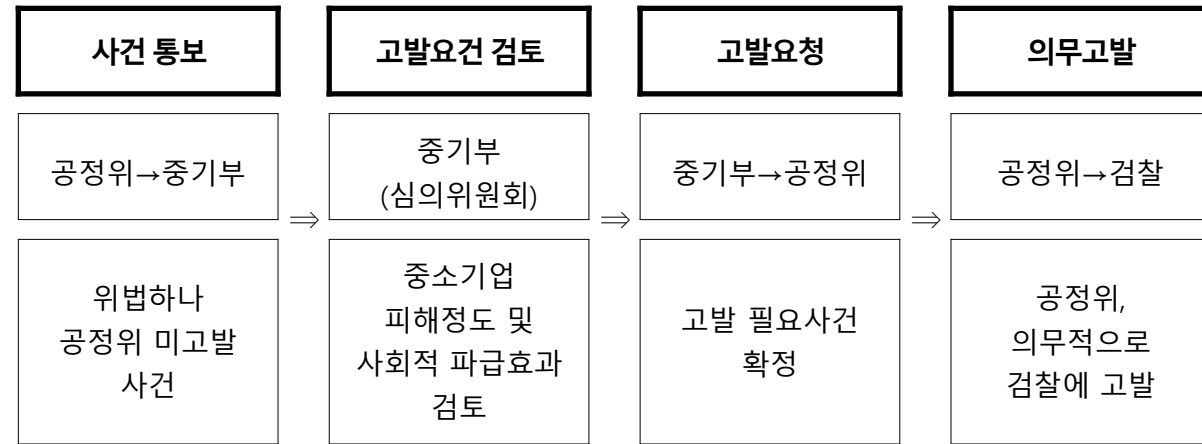 사건 통보
고발요건 검토
고발요청
의무고발
공정위→중기부
중기부
(심의위원회)
중기부→공정위
공정위→검찰
⇒
⇒
⇒
위법하나
공정위 미고발
사건
중소기업
피해정도 및
사회적 파급효과
검토
고발 필요사건
확정
공정위,
의무적으로
검찰에 고발